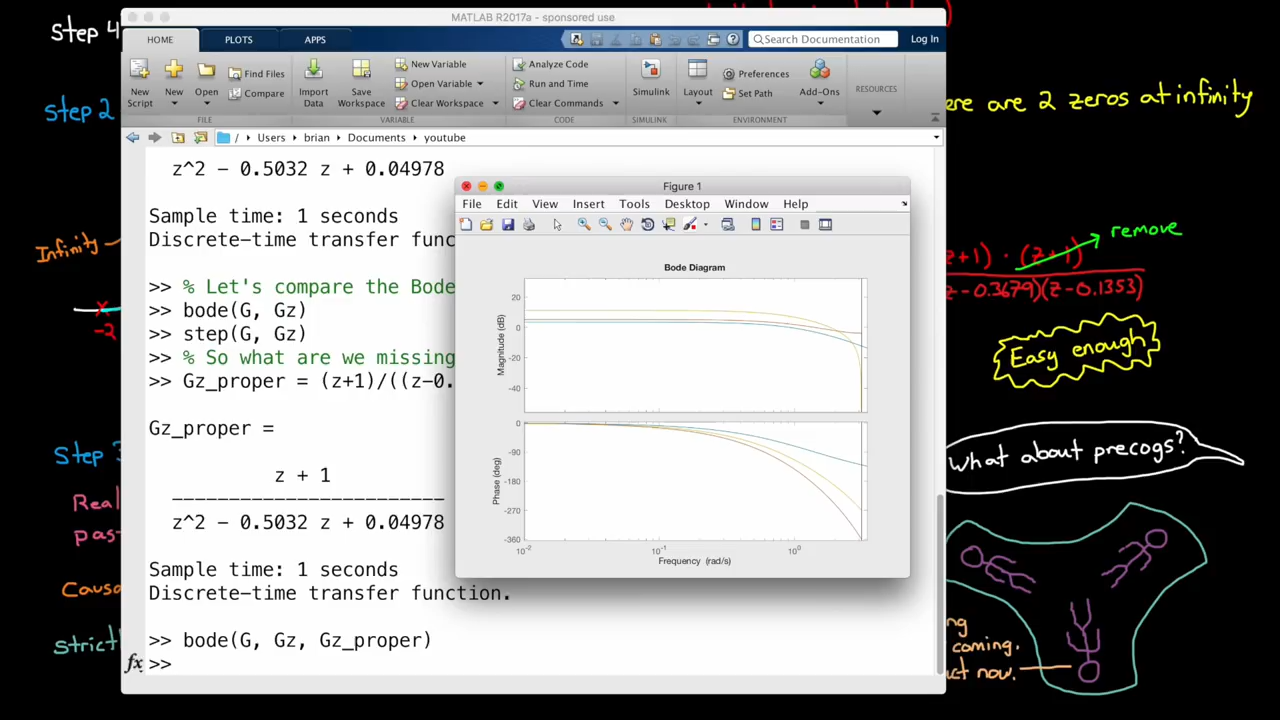 Step 4
MATLAB R2017a - sponsored use
HOME
PLOTS
APPS
Search Documentation
Log In
New Script
New
Open
Find Files
Compare
FILE
Import Data
Save Workspace
New Variable
Open Variable
Clear Workspace
VARIABLE
Analyze Code
Run and Time
Clear Commands
CODE
Simulink
SIMULINK
Layout
Preferences
Set Path
Add-Ons
ENVIRONMENT
RESOURCES
/ Users brian Documents youtube
Step 2
ere are 2 zeros at infinity
z^2 - 0.5032 z + 0.04978
Sample time: 1 seconds
Discrete-time transfer func
Infinity
-2
>> % Let's compare the Bode
>> bode(G, Gz)
>> step(G, Gz)
>> % So what are we missing
>> Gz_proper = (z+1)/((z-0.
Gz_proper =
z + 1
-----------------------
z^2 - 0.5032 z + 0.04978
Sample time: 1 seconds
Discrete-time transfer function.
>> bode(G, Gz, Gz_proper)
>>
fx
Figure 1
File Edit View Insert Tools Desktop Window Help
Bode Diagram
Magnitude (dB)
20
0
-20
-40
Phase (deg)
0
-90
-180
-270
-360
10^-2 10^-1 10^0
Frequency (rad/s)
z+1) · (z+1)
remove
z-0.3679)(z-0.1353)
Easy enough
Step 3
Real
past
Causa
Strict
what about precogs?
ng
coming.
ct now.